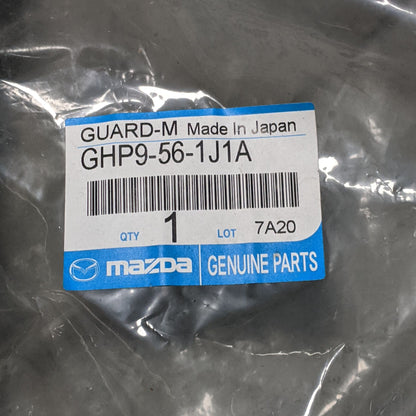 GUARD-M Made In Japan
GHP9-56-1J1A
QTY 1 LOT 7A20
mazda GENUINE PARTS